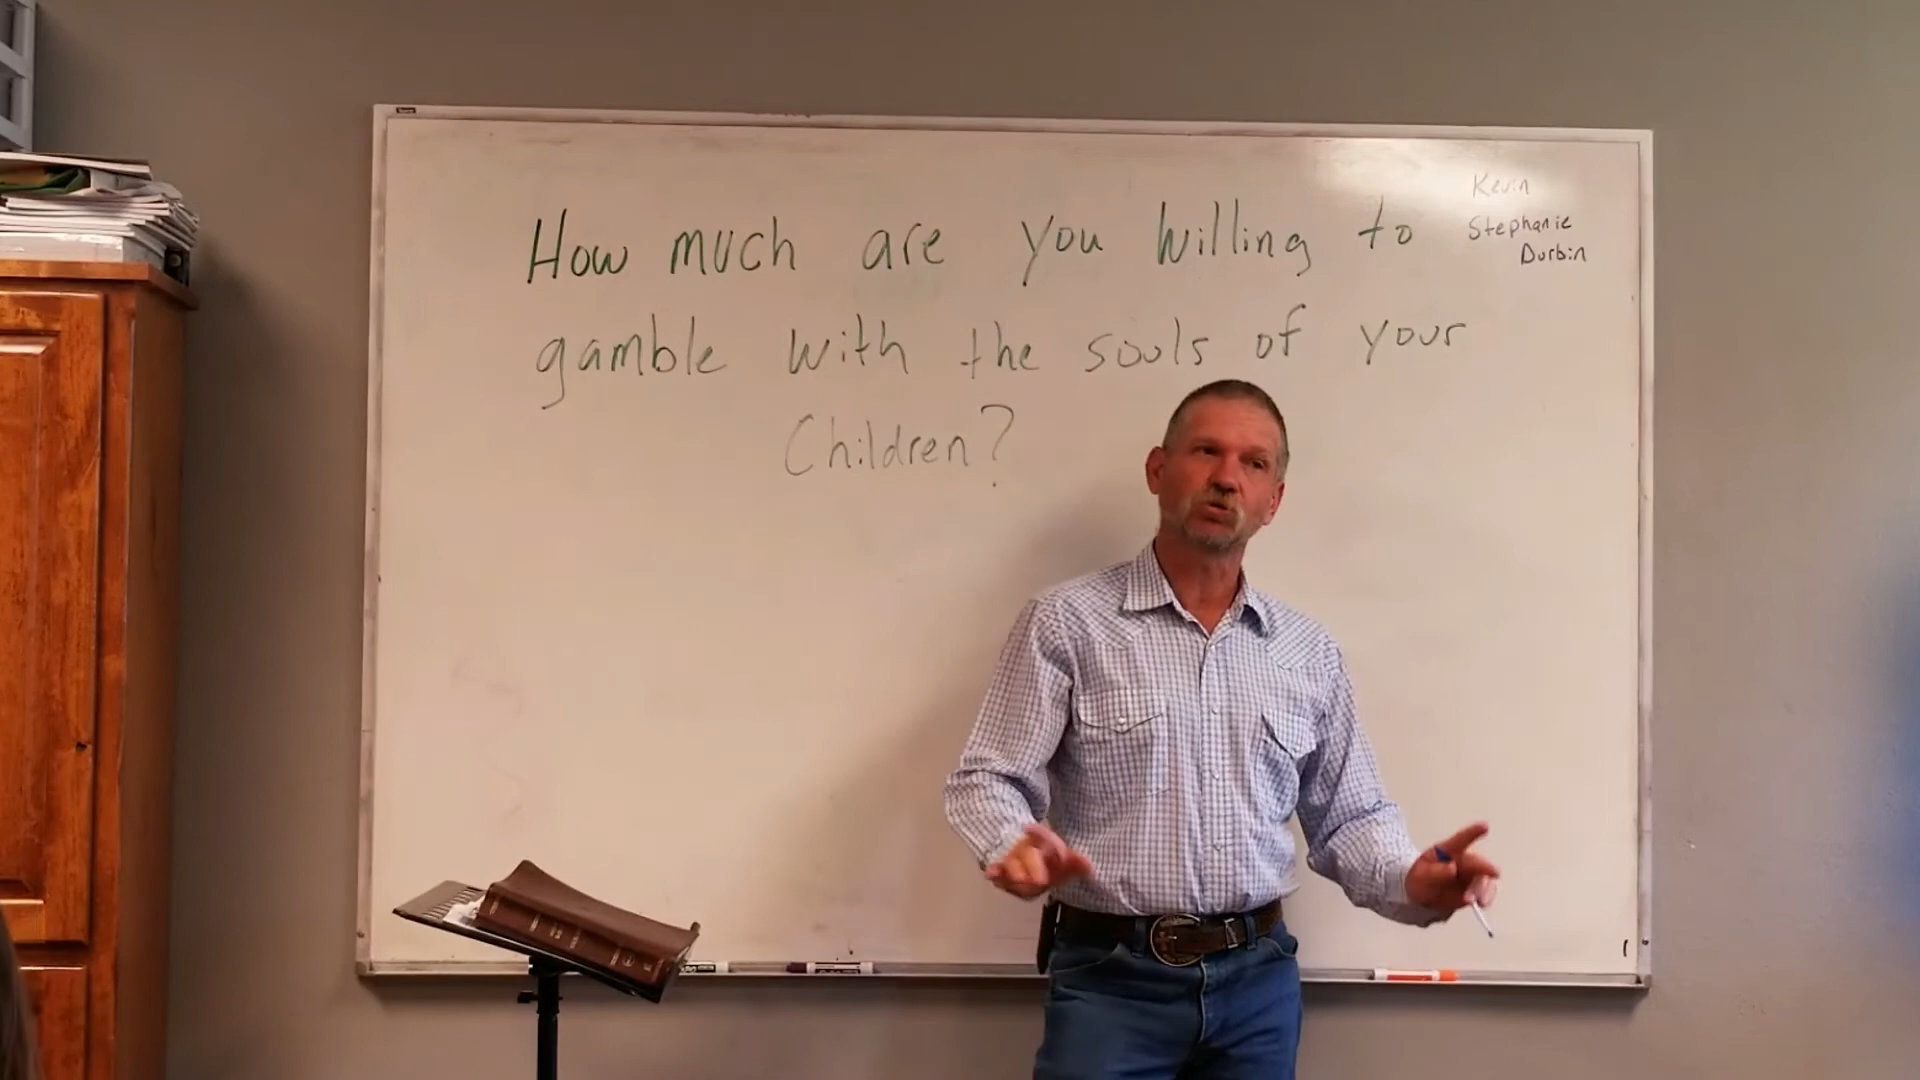 How much are you willing to
gamble with the souls of your
Children?
Kevin
Stephanie
Durbin